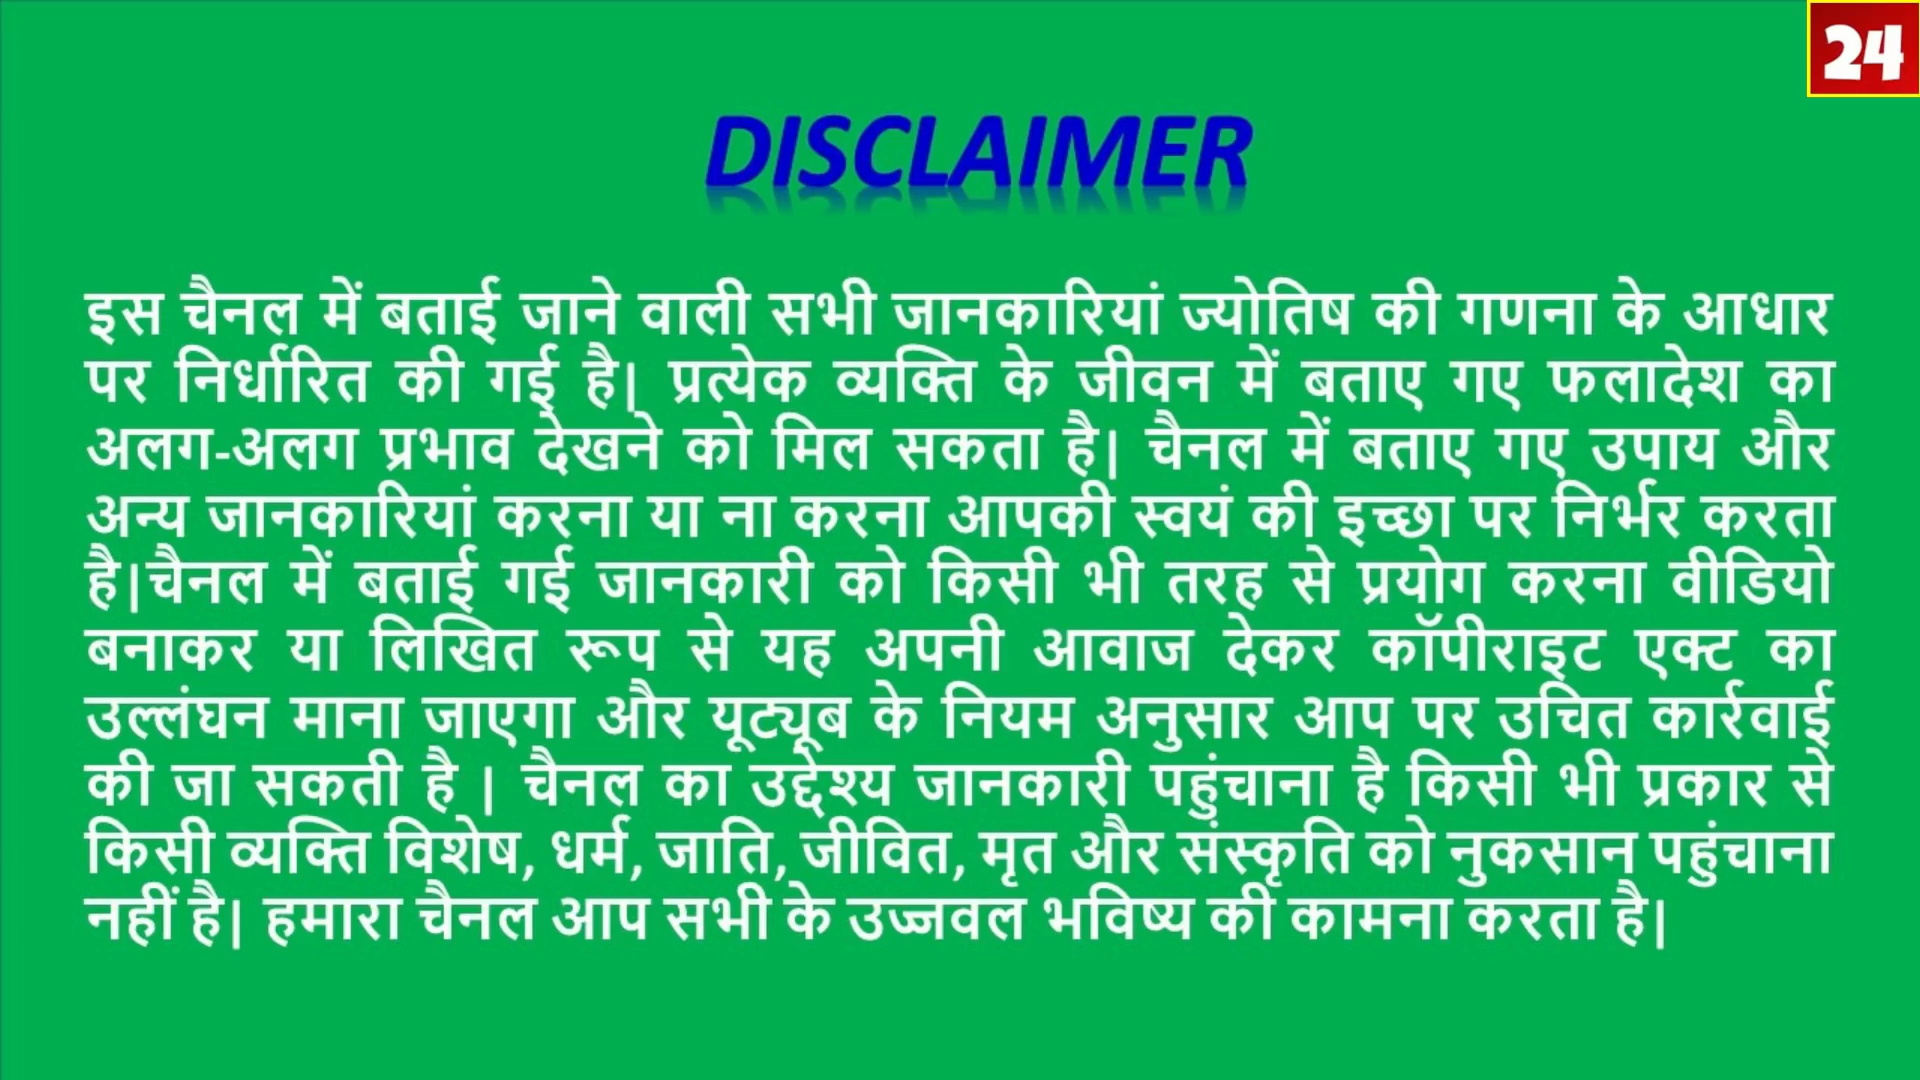 24
DISCLAIMER
इस चैनल में बताई जाने वाली सभी जानकारियां ज्योतिष की गणना के आधार
पर निर्धारित की गई है| प्रत्येक व्यक्ति के जीवन में बताए गए फलादेश का
अलग-अलग प्रभाव देखने को मिल सकता है| चैनल में बताए गए उपाय और
अन्य जानकारियां करना या ना करना आपकी स्वयं की इच्छा पर निर्भर करता
है|चैनल में बताई गई जानकारी को किसी भी तरह से प्रयोग करना वीडियो
बनाकर या लिखित रूप से यह अपनी आवाज देकर कॉपीराइट एक्ट का
उल्लंघन माना जाएगा और यूट्यूब के नियम अनुसार आप पर उचित कार्रवाई
की जा सकती है | चैनल का उद्देश्य जानकारी पहुंचाना है किसी भी प्रकार से
किसी व्यक्ति विशेष, धर्म, जाति, जीवित, मृत और संस्कृति को नुकसान पहुंचाना
नहीं है| हमारा चैनल आप सभी के उज्जवल भविष्य की कामना करता है|